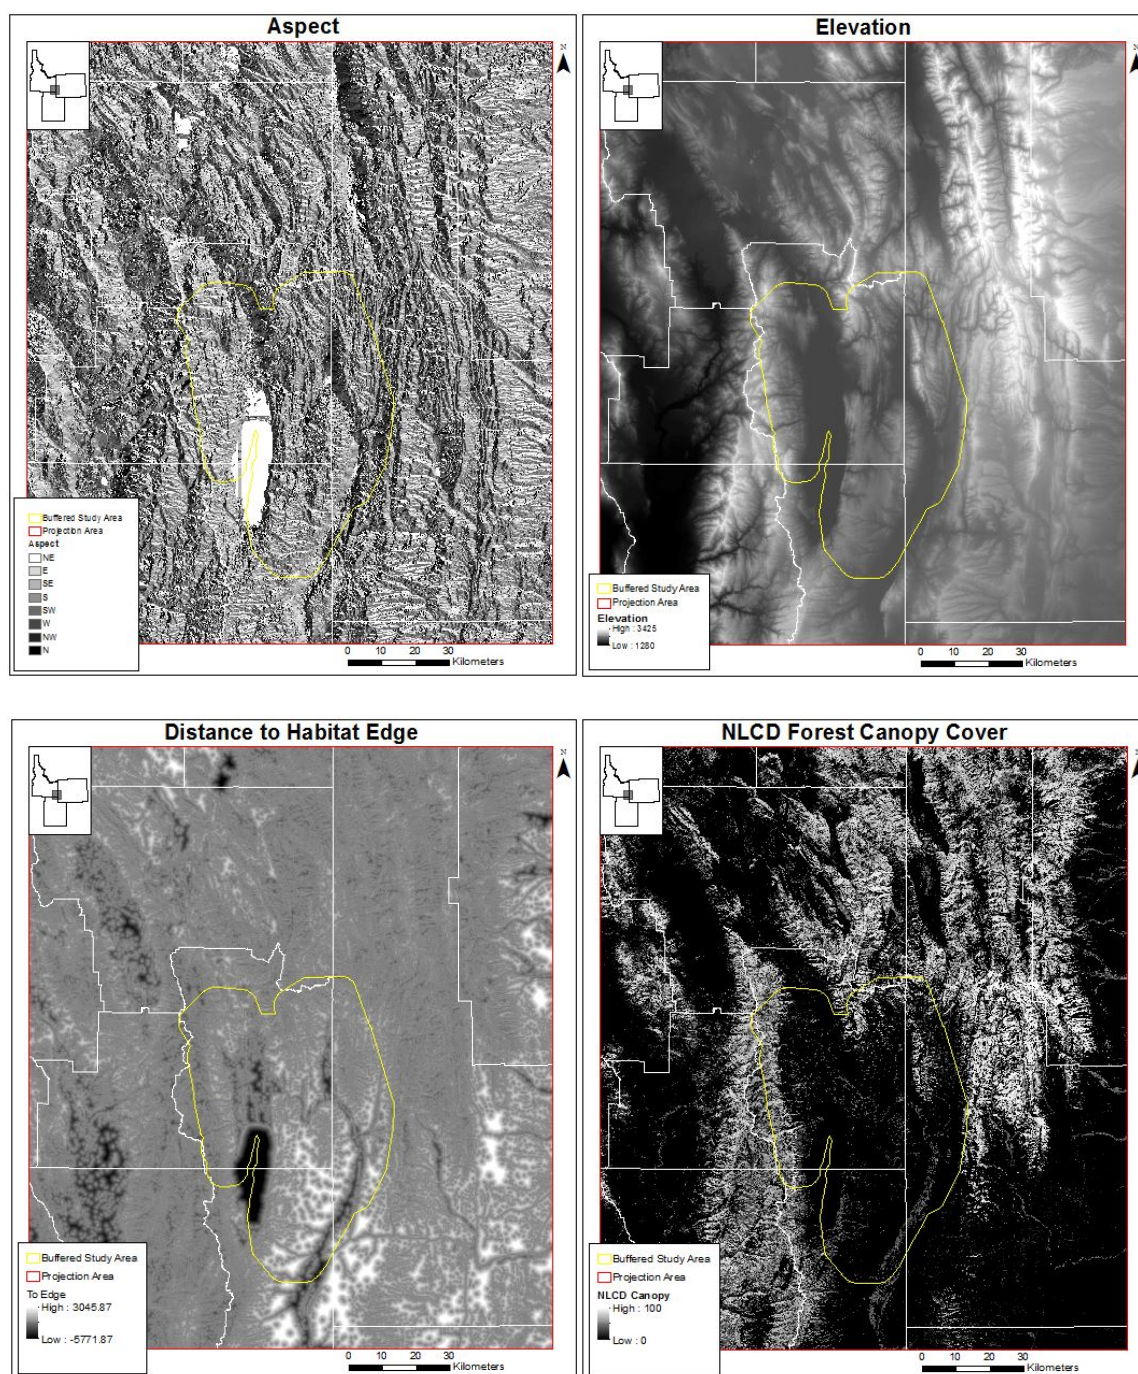 Aspect
N
Buffered Study Area
Projection Area
Aspect
NE
E
SE
S
SW
W
NW
N
0 10 20 30
Kilometers
Elevation
N
Buffered Study Area
Projection Area
Elevation
High : 3425
Low : 1280
0 10 20 30
Kilometers
Distance to Habitat Edge
N
Buffered Study Area
Projection Area
To Edge
High : 3045.87
Low : -5771.87
0 10 20 30
Kilometers
NLCD Forest Canopy Cover
N
Buffered Study Area
Projection Area
NLCD Canopy
High : 100
Low : 0
0 10 20 30
Kilometers